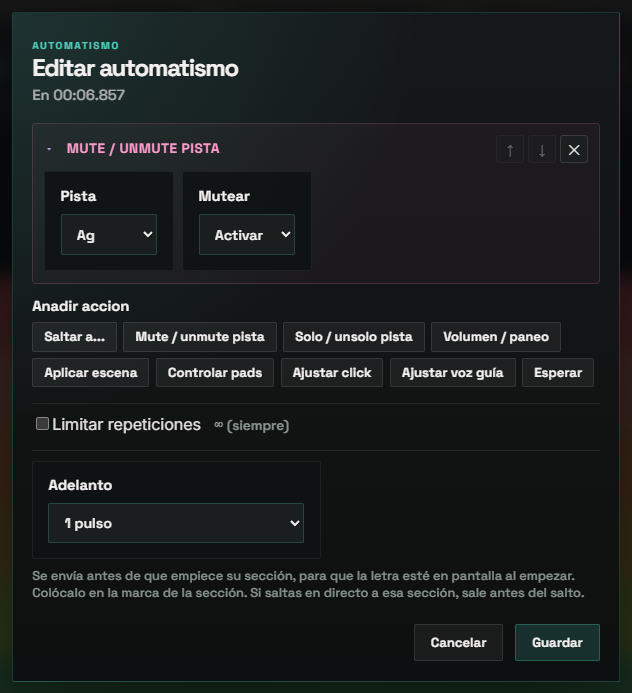 AUTOMATISMO
Editar automatismo
En 00:06.857
MUTE / UNMUTE PISTA
↑ ↓ ×
Pista Mutear
Ag Activar
Anadir accion
Saltar a... Mute / unmute pista Solo / unsolo pista Volumen / paneo
Aplicar escena Controlar pads Ajustar click Ajustar voz guía Esperar
Limitar repeticiones ∞ (siempre)
Adelanto
1 pulso
Se envía antes de que empiece su sección, para que la letra esté en pantalla al empezar.
Colócalo en la marca de la sección. Si saltas en directo a esa sección, sale antes del salto.
Cancelar Guardar